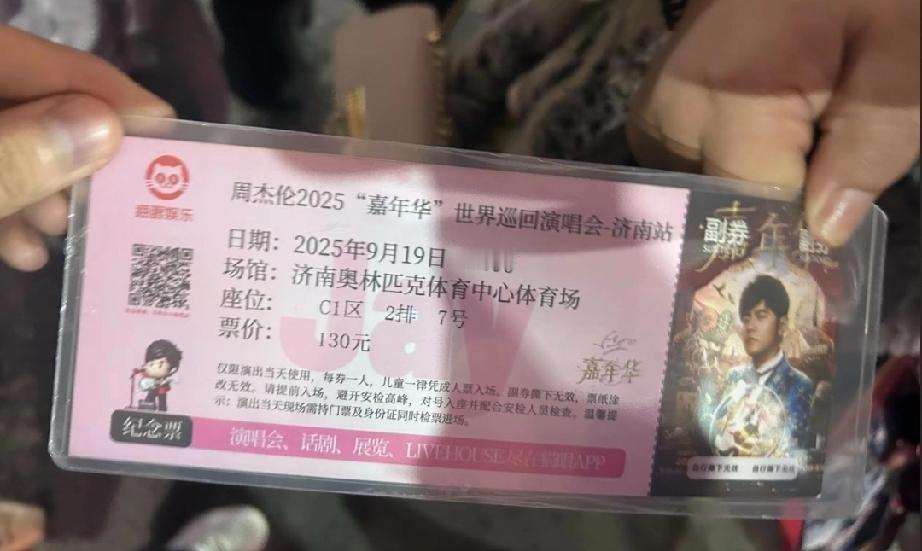 猫眼娱乐
周杰伦2025“嘉年华”世界巡回演唱会-济南站
日期：2025年9月19日
场馆：济南奥林匹克体育中心体育场
座位：C1区 2排 7号
票价：130元
Jay
嘉年华
仅限演出当天使用，每券一人，儿童一律凭成人票入场。副券撕下无效，票纸涂
改无效。请提前入场，避开安检高峰，对号入座并配合安检人员检查。温馨提
示：演出当天现场需持门票及身份证同时检票进场。
纪念票
演唱会、话剧、展览、LIVEHOUSE尽在猫眼APP
副券